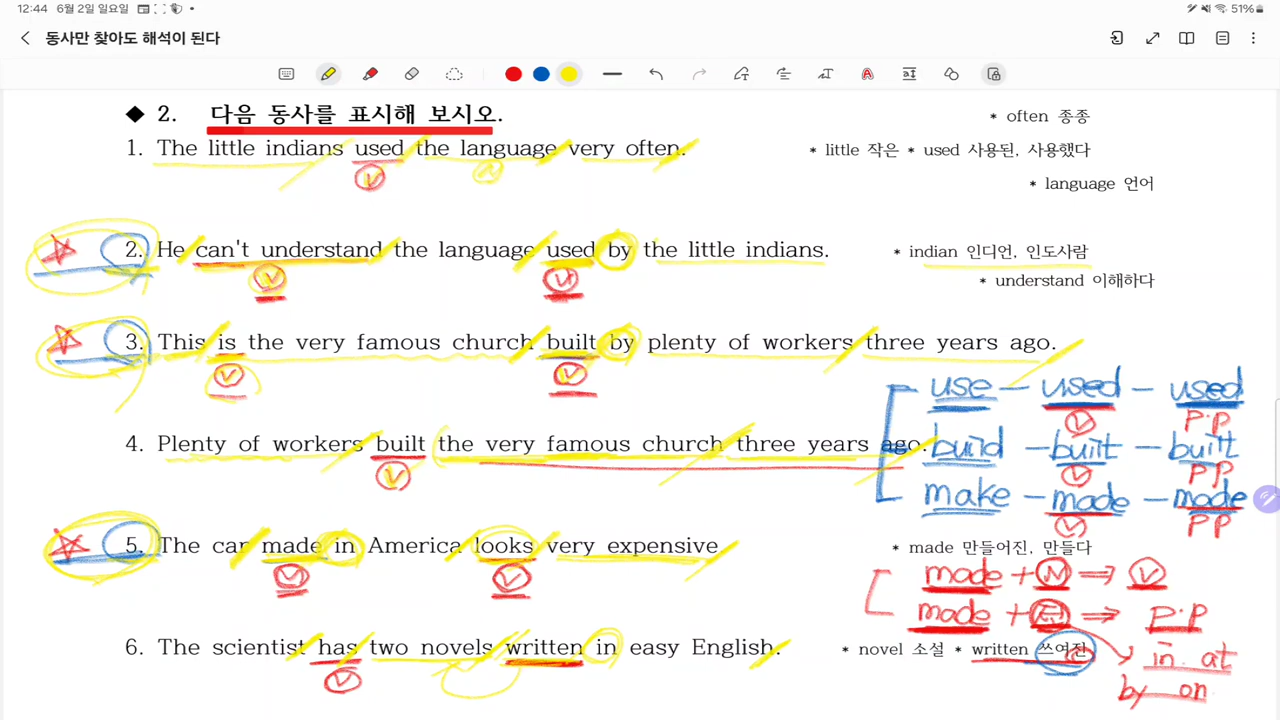 12:44 6월 2일 일요일 51%
동사만 찾아도 해석이 된다
◆ 2. 다음 동사를 표시해 보시오.
* often 종종
1. The little indians used the language very often.
* little 작은 * used 사용된, 사용했다
V N
* language 언어
2. He can't understand the language used by the little indians.
* indian 인디언, 인도사람
V V
* understand 이해하다
3. This is the very famous church built by plenty of workers three years ago.
V V
use - used - used
V P.P
4. Plenty of workers built the very famous church three years ago.
build - built - built
V V PP
make - made - made
V PP
5. The car made in America looks very expensive.
* made 만들어진, 만들다
V V
made + N ⇒ V
made + 전 ⇒ P.P
6. The scientist has two novels written in easy English.
* novel 소설 * written 쓰여진
V
in. at
by on